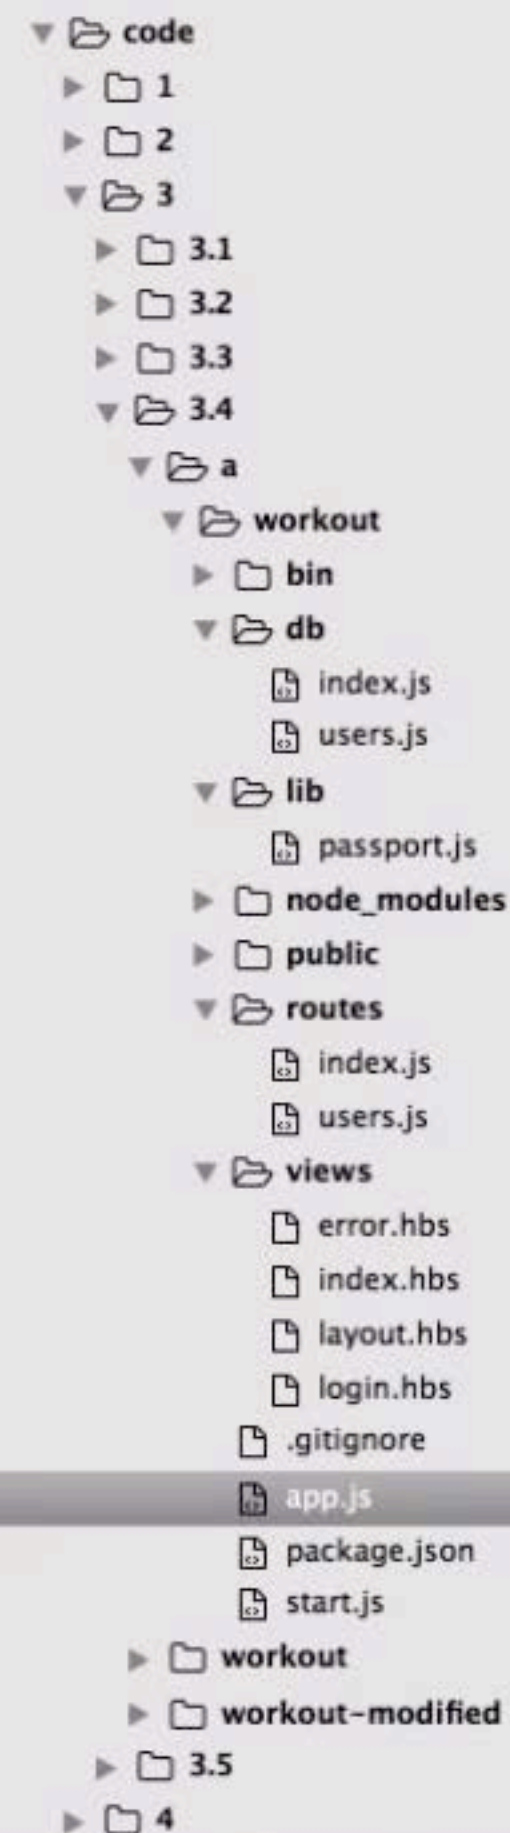 code
1
2
3
3.1
3.2
3.3
3.4
a
workout
bin
db
index.js
users.js
lib
passport.js
node_modules
public
routes
index.js
users.js
views
error.hbs
index.hbs
layout.hbs
login.hbs
.gitignore
app.js
package.json
start.js
workout
workout-modified
3.5
4